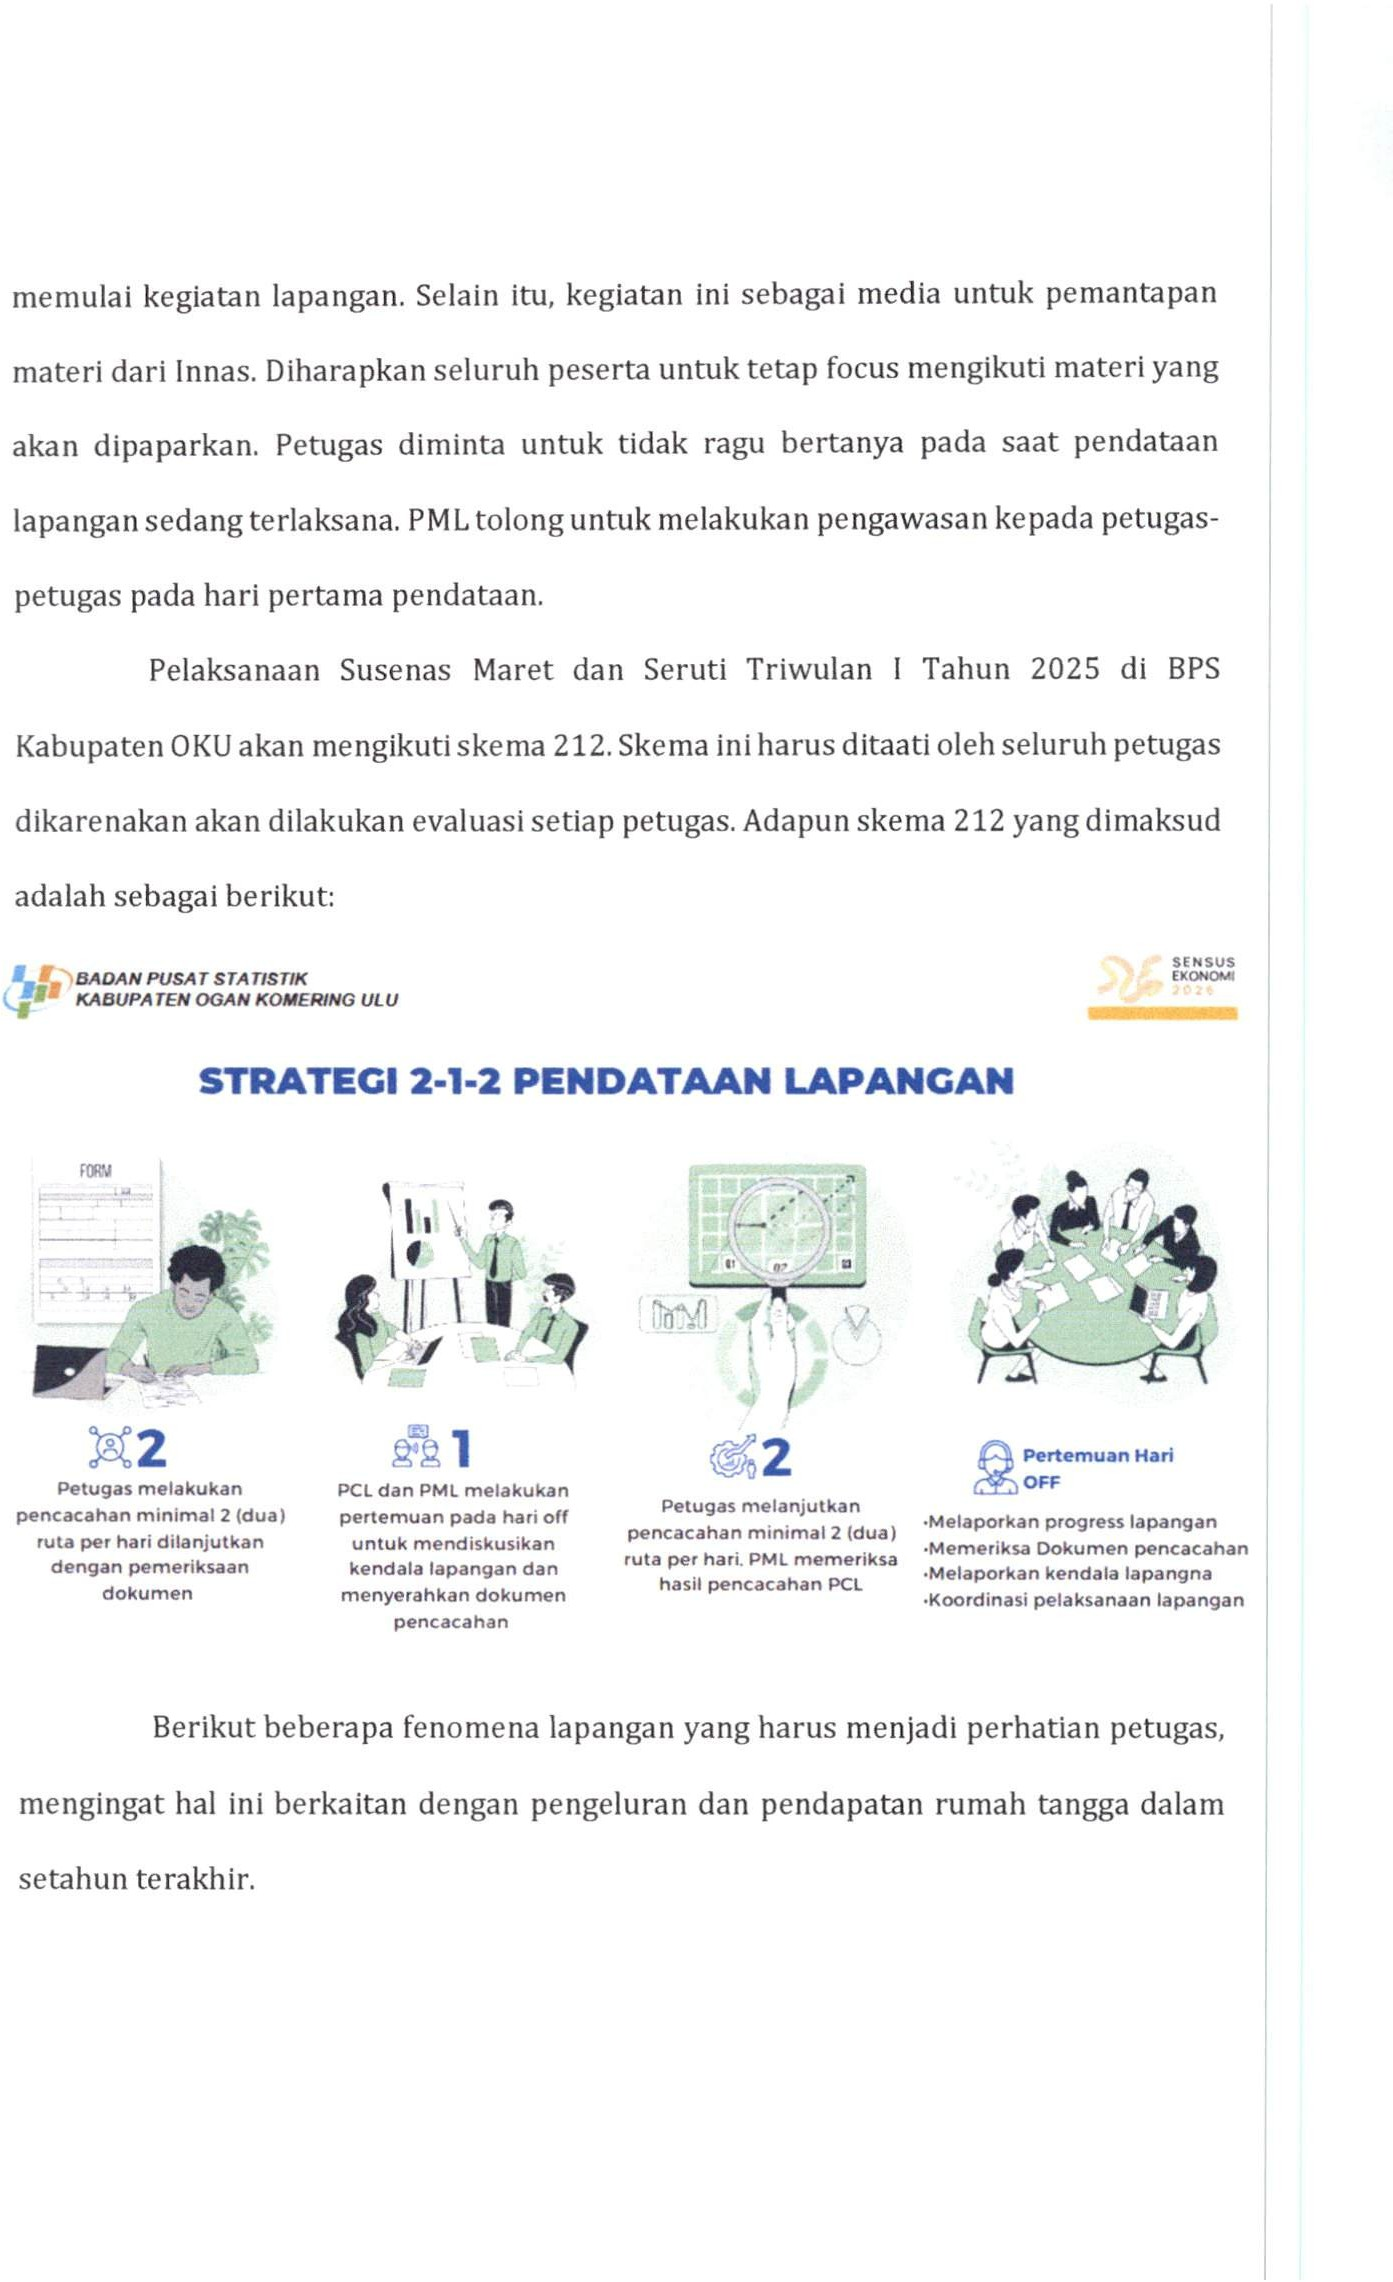 memulai kegiatan lapangan. Selain itu, kegiatan ini sebagai media untuk pemantapan
materi dari Innas. Diharapkan seluruh peserta untuk tetap focus mengikuti materi yang
akan dipaparkan. Petugas diminta untuk tidak ragu bertanya pada saat pendataan
lapangan sedang terlaksana. PML tolong untuk melakukan pengawasan kepada petugas-
petugas pada hari pertama pendataan.
Pelaksanaan Susenas Maret dan Seruti Triwulan I Tahun 2025 di BPS
Kabupaten OKU akan mengikuti skema 212. Skema ini harus ditaati oleh seluruh petugas
dikarenakan akan dilakukan evaluasi setiap petugas. Adapun skema 212 yang dimaksud
adalah sebagai berikut:
BADAN PUSAT STATISTIK
KABUPATEN OGAN KOMERING ULU
SENSUS
EKONOMI
2026
STRATEGI 2-1-2 PENDATAAN LAPANGAN
FORM
01 02 03
2
Petugas melakukan
pencacahan minimal 2 (dua)
ruta per hari dilanjutkan
dengan pemeriksaan
dokumen
1
PCL dan PML melakukan
pertemuan pada hari off
untuk mendiskusikan
kendala lapangan dan
menyerahkan dokumen
pencacahan
2
Petugas melanjutkan
pencacahan minimal 2 (dua)
ruta per hari. PML memeriksa
hasil pencacahan PCL
Pertemuan Hari
OFF
•Melaporkan progress lapangan
•Memeriksa Dokumen pencacahan
•Melaporkan kendala lapangna
•Koordinasi pelaksanaan lapangan
Berikut beberapa fenomena lapangan yang harus menjadi perhatian petugas,
mengingat hal ini berkaitan dengan pengeluran dan pendapatan rumah tangga dalam
setahun terakhir.